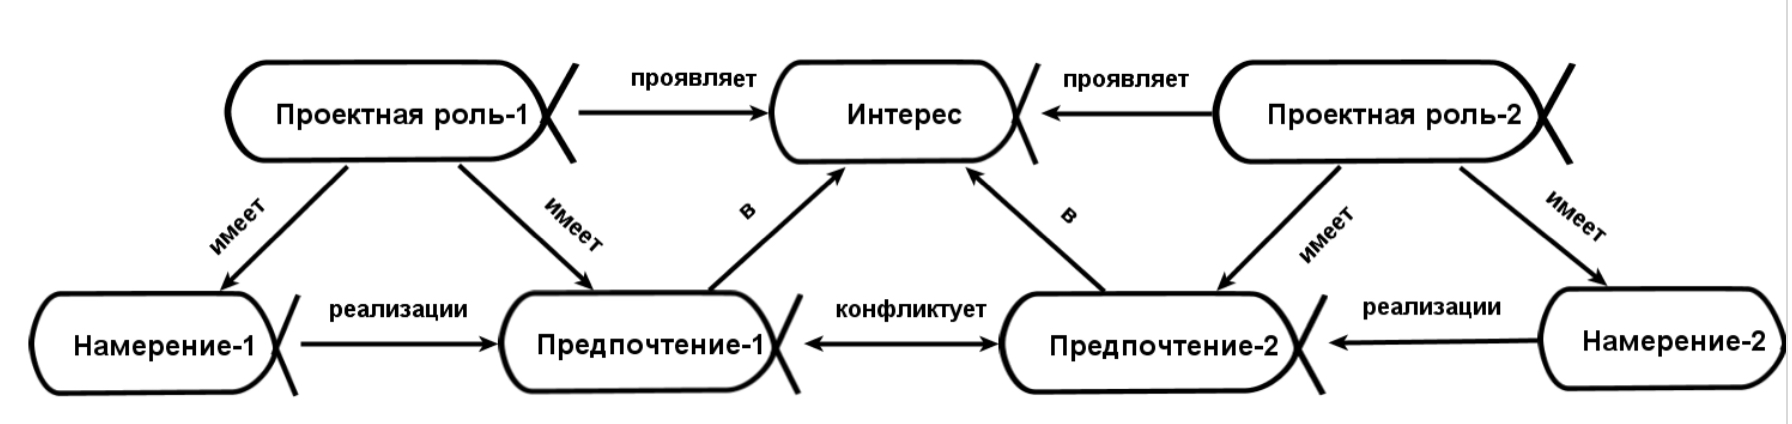 проявляет
проявляет
Проектная роль-1
Интерес
Проектная роль-2
имеет
имеет
в
в
имеет
имеет
реализации
конфликтует
реализации
Намерение-1
Предпочтение-1
Предпочтение-2
Намерение-2